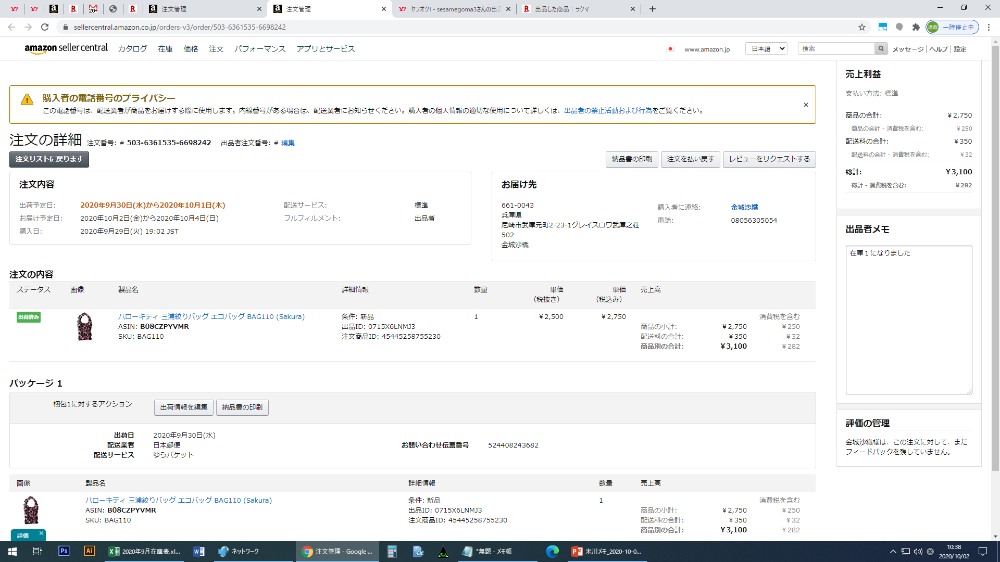 注文管理
注文管理
ヤフオク! - sesamegoma3さんの出品
出品した商品｜ラクマ
sellercentral.amazon.co.jp/orders-v3/order/503-6361535-6698242
達哉 一時停止中
amazon seller central カタログ 在庫 価格 注文 パフォーマンス アプリとサービス
www.amazon.jp 日本語 検索 メッセージ | ヘルプ | 設定
購入者の電話番号のプライバシー
この電話番号は、配送業者が商品をお届けする際に使用します。内線番号がある場合は、配送業者にお知らせください。購入者の個人情報の適切な使用について詳しくは、出品者の禁止活動および行為をご覧ください。
注文の詳細 注文番号: # 503-6361535-6698242 出品者注文番号: # 編集
注文リストに戻ります
納品書の印刷 注文を払い戻す レビューをリクエストする
注文内容
出荷予定日: 2020年9月30日(水)から2020年10月1日(木) 配送サービス: 標準
お届け予定日: 2020年10月2日(金)から2020年10月4日(日) フルフィルメント: 出品者
購入日: 2020年9月29日(火) 19:02 JST
お届け先
661-0043
兵庫県
尼崎市武庫元町2-23-1グレイスロワ武庫之荘
502
金城沙織
購入者に連絡: 金城沙織
電話: 08056305054
注文の内容
ステータス 画像 製品名 詳細情報 数量 単価 単価 売上高
（税抜き） （税込み）
出荷済み ハローキティ 三浦絞りバッグ エコバッグ BAG110 (Sakura) 条件: 新品 1 ￥2,500 ￥2,750 消費税を含む
ASIN: B08CZPYVMR 出品ID: 0715X6LNMJ3 商品の小計: ￥2,750 ￥250
SKU: BAG110 注文商品ID: 45445258755230 配送料の合計: ￥350 ￥32
商品別の合計: ￥3,100 ￥282
パッケージ 1
梱包1に対するアクション 出荷情報を編集 納品書の印刷
出荷日 2020年9月30日(水)
配送業者 日本郵便 お問い合わせ伝票番号 524408243682
配送サービス ゆうパケット
画像 製品名 詳細情報 数量 売上高
ハローキティ 三浦絞りバッグ エコバッグ BAG110 (Sakura) 条件: 新品 1 消費税を含む
ASIN: B08CZPYVMR 出品ID: 0715X6LNMJ3 商品の小計: ￥2,750 ￥250
SKU: BAG110 注文商品ID: 45445258755230 配送料の合計: ￥350 ￥32
商品別の合計: ￥3,100 ￥282
評価
売上利益
支払い方法: 標準
商品の合計: ￥2,750
商品の合計 - 消費税を含む: ￥250
配送料の合計: ￥350
配送料の合計 - 消費税を含む: ￥32
総計: ￥3,100
総計 - 消費税を含む: ￥282
出品者メモ
在庫１になりました
評価の管理
金城沙織様は、この注文に対して、まだ
フィードバックを残していません。
2020年9月在庫表.xl...
ネットワーク
注文管理 - Google ...
*無題 - メモ帳
米川メモ_2020-10-0...
10:38
2020/10/02